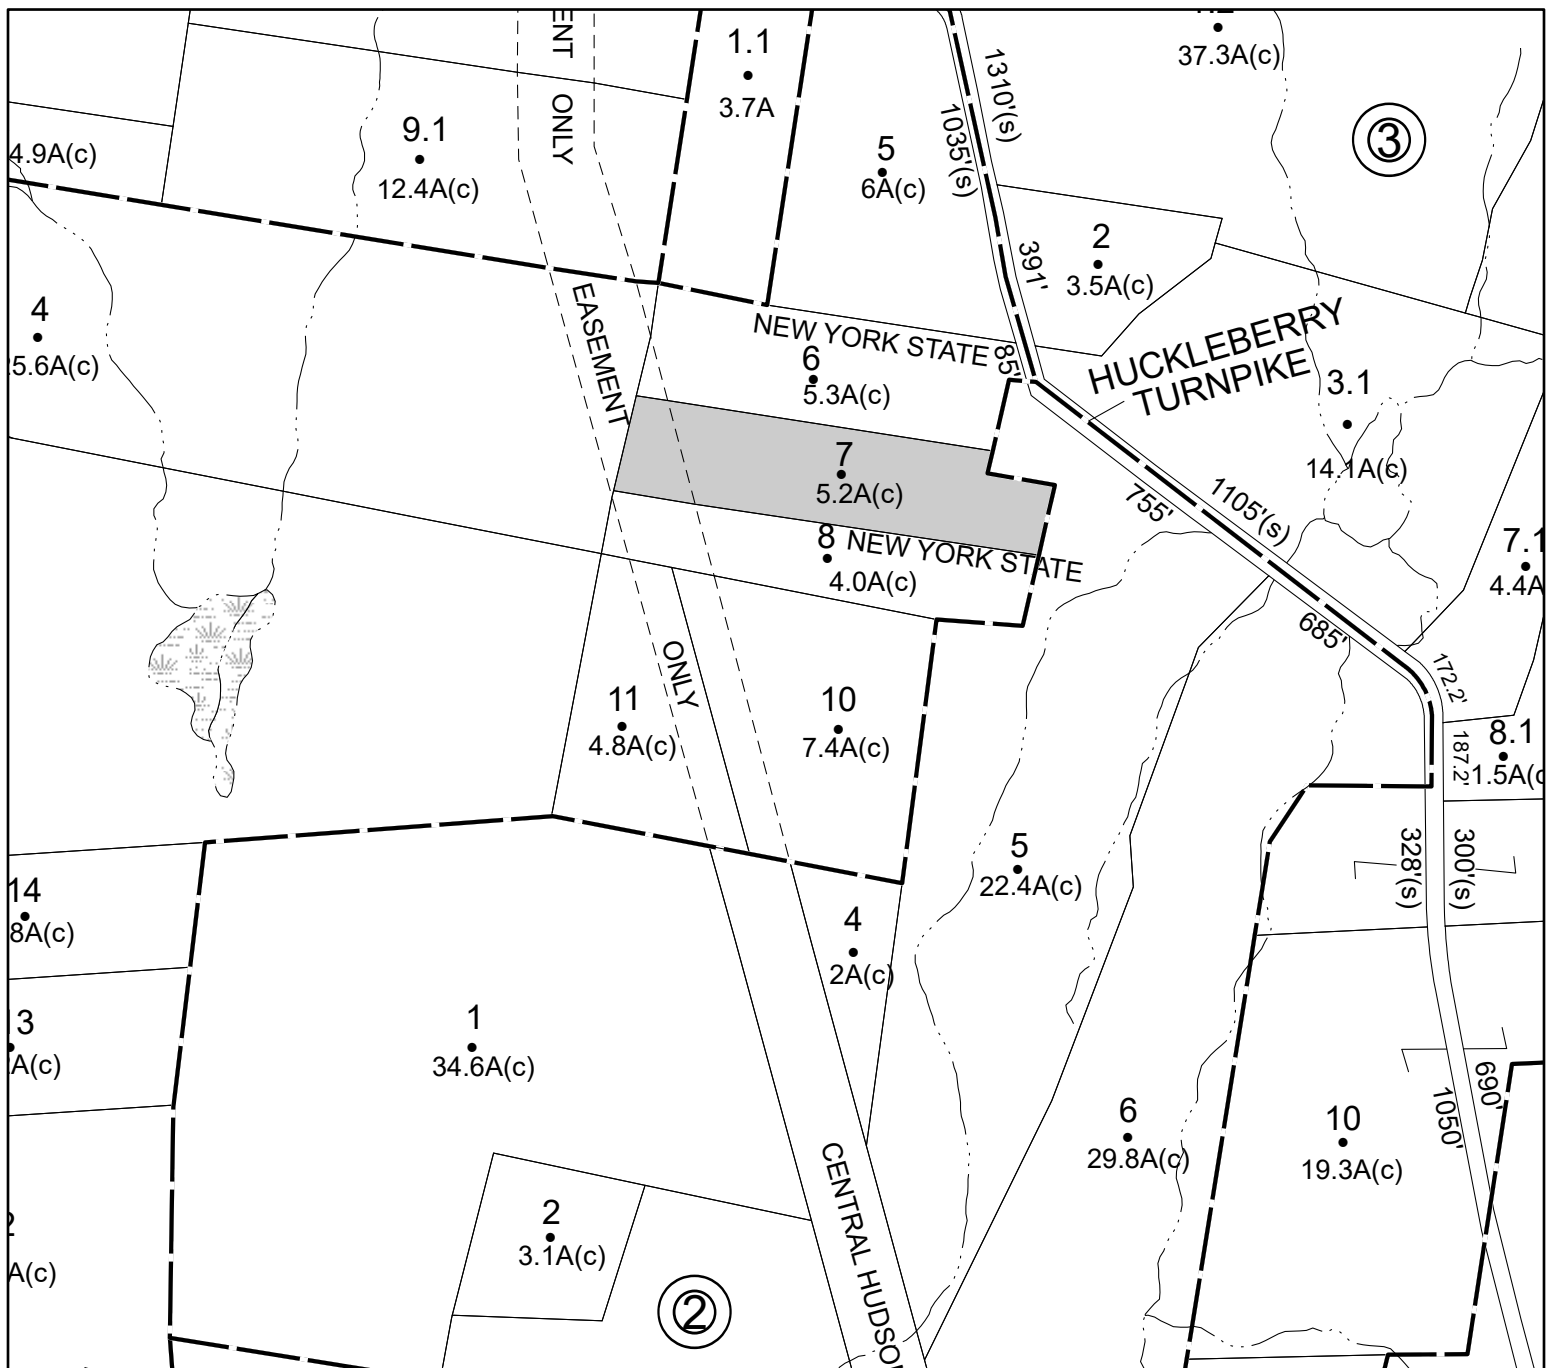 ENT ONLY
1.1
3.7A
37.3A(c)
1310'(s)
1035'(s)
3
9.1
12.4A(c)
4.9A(c)
5
6A(c)
2
3.5A(c)
391'
4
5.6A(c)
EASEMENT
NEW YORK STATE
85'
6
5.3A(c)
HUCKLEBERRY
TURNPIKE
3.1
14.1A(c)
7
5.2A(c)
755'
1105'(s)
8
NEW YORK STATE
4.0A(c)
7.1
4.4A
685'
172.2'
ONLY
11
4.8A(c)
10
7.4A(c)
187.2'
8.1
1.5A(c
5
22.4A(c)
328'(s)
300'(s)
14
8A(c)
4
2A(c)
13
A(c)
1
34.6A(c)
690'
1050'
6
29.8A(c)
10
19.3A(c)
CENTRAL HUDSON
2
3.1A(c)
A(c)
2